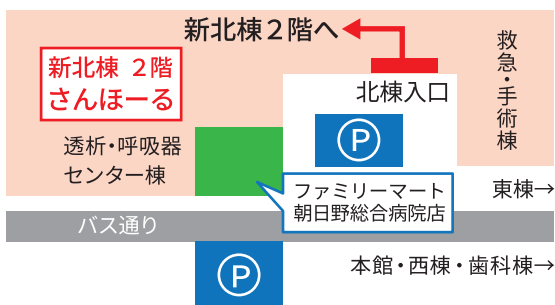 新北棟２階へ
新北棟 ２階
さんほーる
救急・手術棟
北棟入口
P
透析・呼吸器
センター棟
ファミリーマート
朝日野総合病院店
東棟→
バス通り
P
本館・西棟・歯科棟→